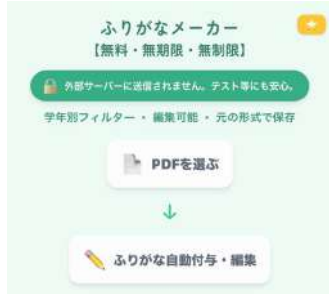 ふりがなメーカー
【無料・無期限・無制限】
外部サーバーに送信されません。テスト等にも安心。
学年別フィルター ・ 編集可能 ・ 元の形式で保存
PDFを選ぶ
↓
ふりがな自動付与・編集